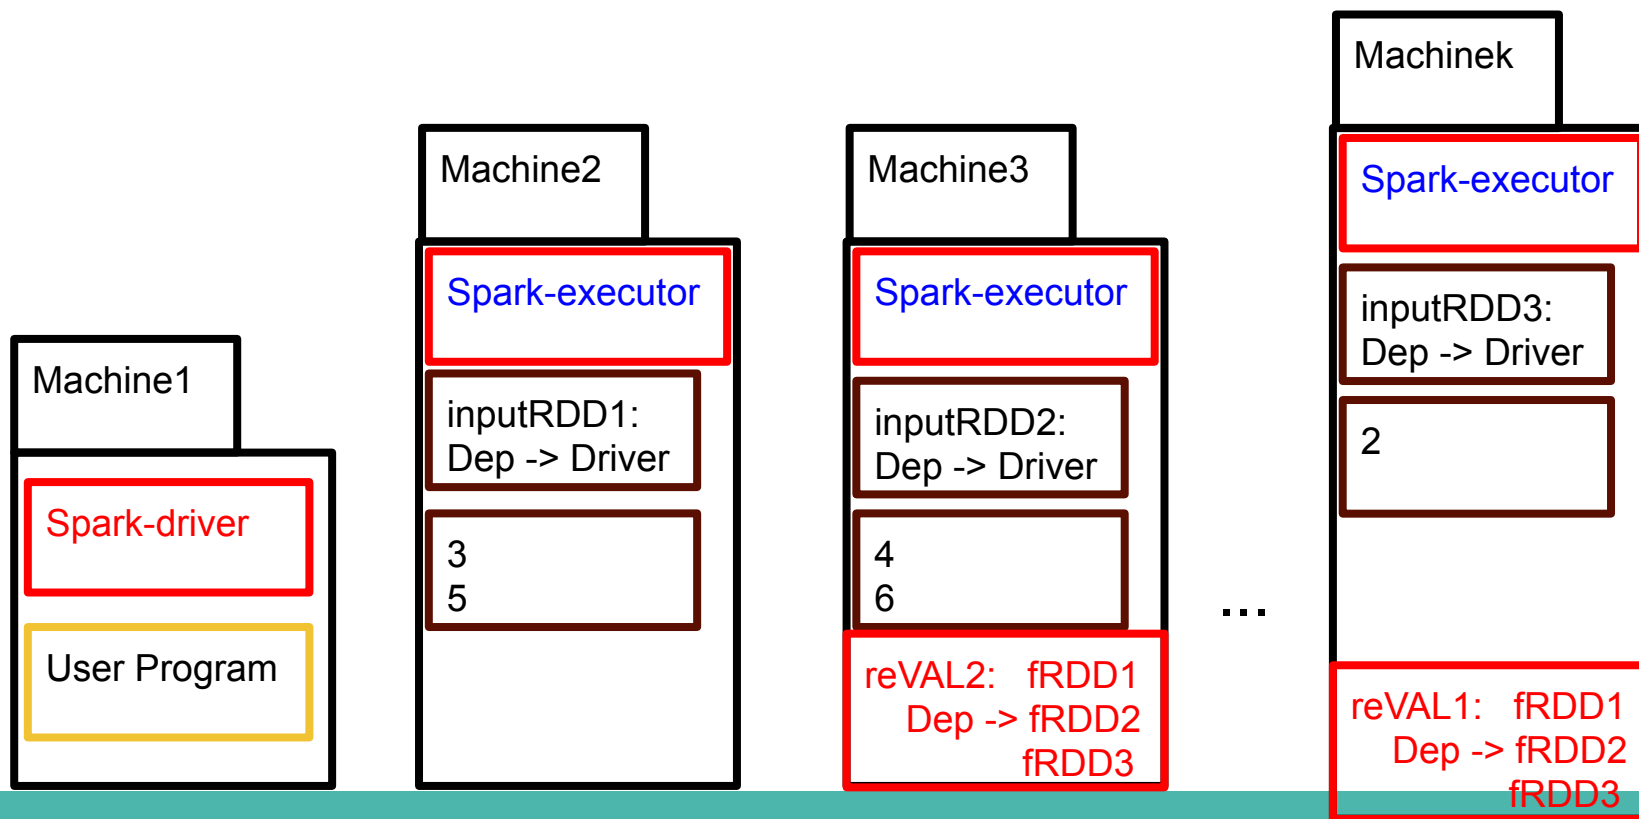 Machine1
Spark-driver
User Program
Machine2
Spark-executor
inputRDD1:
Dep -> Driver
3
5
Machine3
Spark-executor
inputRDD2:
Dep -> Driver
4
6
reVAL2: fRDD1
Dep -> fRDD2
fRDD3
...
Machinek
Spark-executor
inputRDD3:
Dep -> Driver
2
reVAL1: fRDD1
Dep -> fRDD2
fRDD3